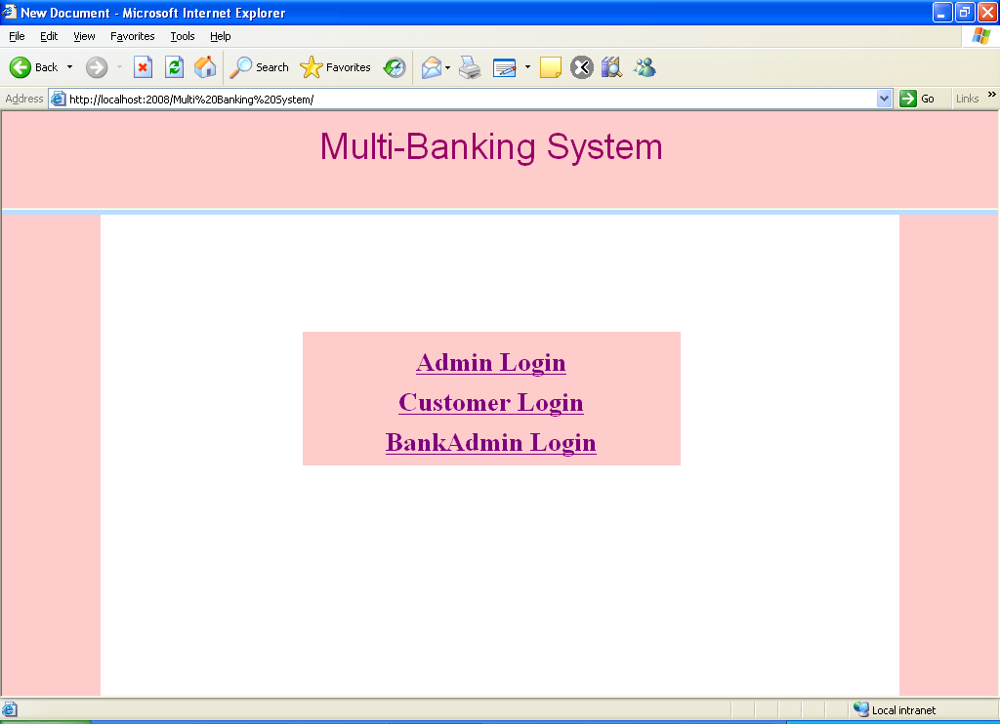 New Document - Microsoft Internet Explorer
File Edit View Favorites Tools Help
Back Search Favorites
Address http://localhost:2008/Multi%20Banking%20System/ Go Links »
Multi-Banking System
Admin Login
Customer Login
BankAdmin Login
Local intranet